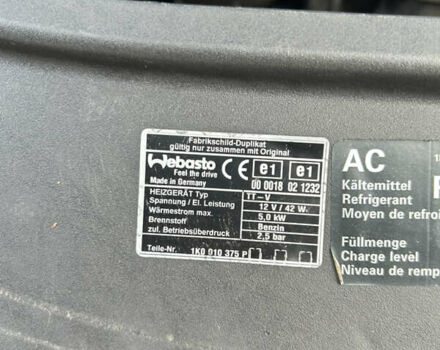 Fabrikschild-Duplikat
gültig nur zusammen mit Original
Webasto CE e1 e1
Feel the drive 00 0018 02 1232
Made in Germany
HEIZGERÄT Typ TT-V
Spannung / El. Leistung 12 V / 42 W
Wärmestrom max. 5,0 kW
Brennstoff Benzin
zul. Betriebsüberdruck 2,5 bar
Teile-Nr. 1K0 010 375 P
AC
Kältemittel
Refrigerant
Moyen de refroi
Füllmenge
Charge level
Niveau de remp